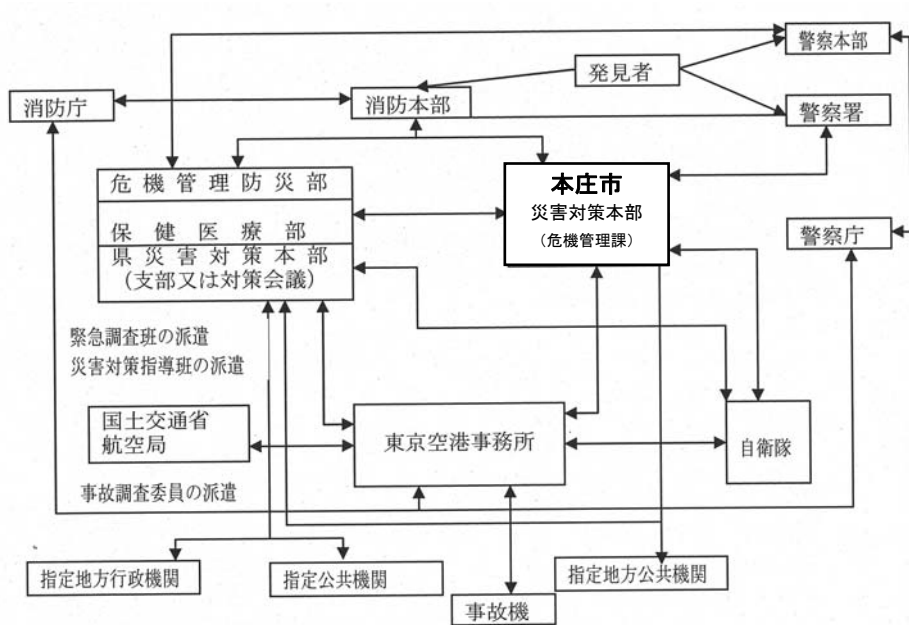 警察本部
発見者
消防庁
消防本部
警察署
危機管理防災部
保健医療部
県災害対策本部
(支部又は対策会議)
本庄市
災害対策本部
(危機管理課)
警察庁
緊急調査班の派遣
災害対策指導班の派遣
国土交通省
航空局
東京空港事務所
自衛隊
事故調査委員の派遣
指定地方行政機関
指定公共機関
指定地方公共機関
事故機